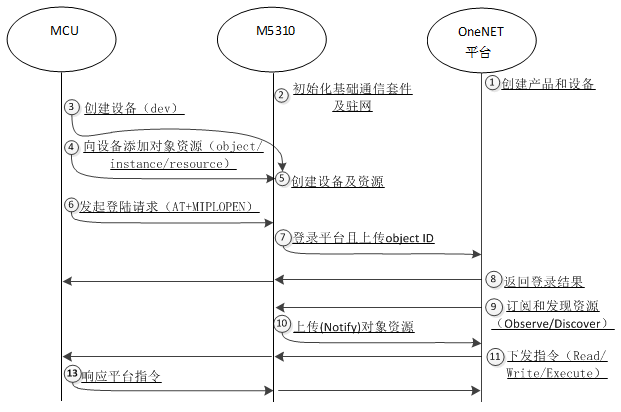 MCU
M5310
OneNET
平台
① 创建产品和设备
② 初始化基础通信套件
及驻网
③ 创建设备（dev）
④ 向设备添加对象资源（object/
instance/resource）
⑤ 创建设备及资源
⑥ 发起登陆请求（AT+MIPLOPEN）
⑦ 登录平台且上传object ID
⑧ 返回登录结果
⑨ 订阅和发现资源
（Observe/Discover）
⑩ 上传(Notify)对象资源
⑪ 下发指令（Read/
Write/Execute）
⑬ 响应平台指令